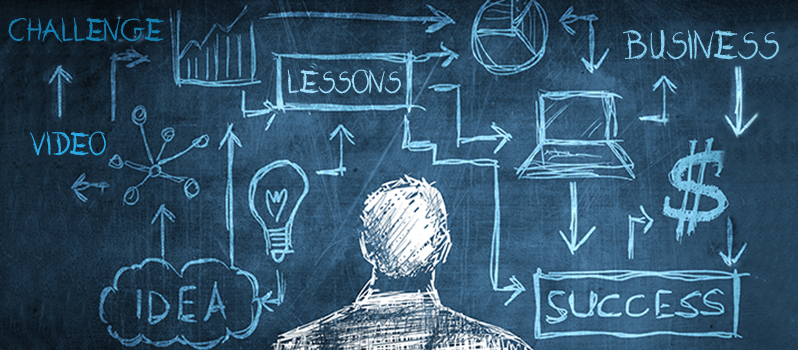 CHALLENGE
BUSINESS
LESSONS
VIDEO
$
IDEA
SUCCESS